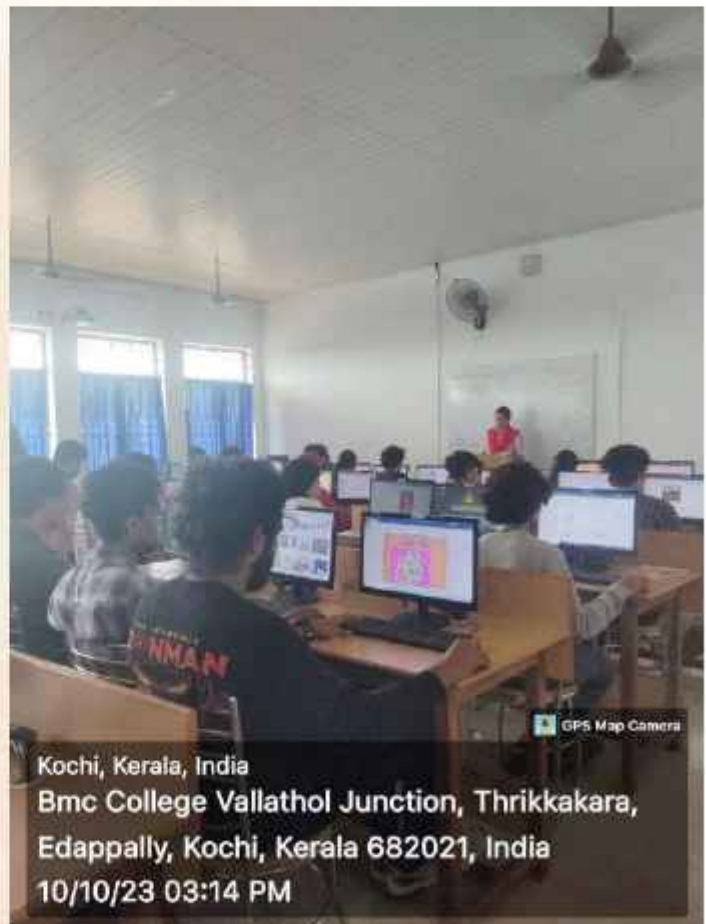 GPS Map Camera
Kochi, Kerala, India
Bmc College Vallathol Junction, Thrikkakara,
Edappally, Kochi, Kerala 682021, India
10/10/23 03:14 PM